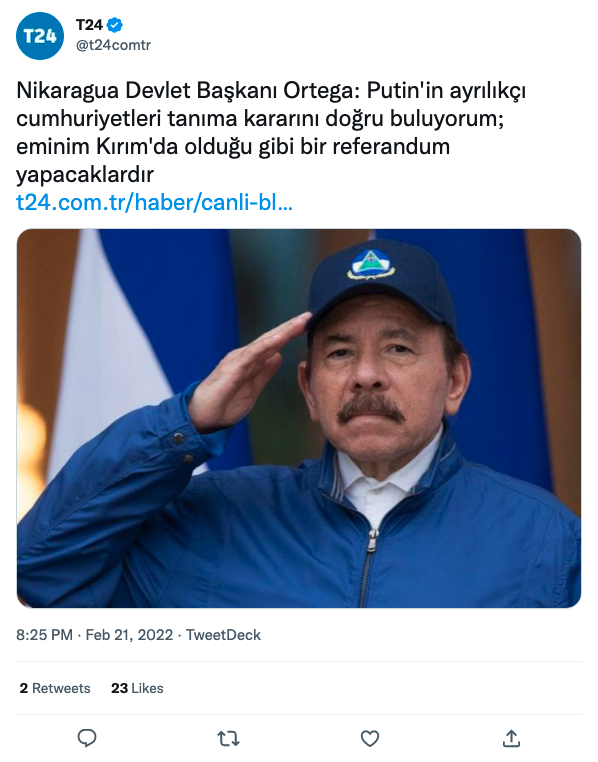 T24
T24
@t24comtr
Nikaragua Devlet Başkanı Ortega: Putin'in ayrılıkçı
cumhuriyetleri tanıma kararını doğru buluyorum;
eminim Kırım'da olduğu gibi bir referandum
yapacaklardır
t24.com.tr/haber/canli-bl...
8:25 PM · Feb 21, 2022 · TweetDeck
2 Retweets 23 Likes